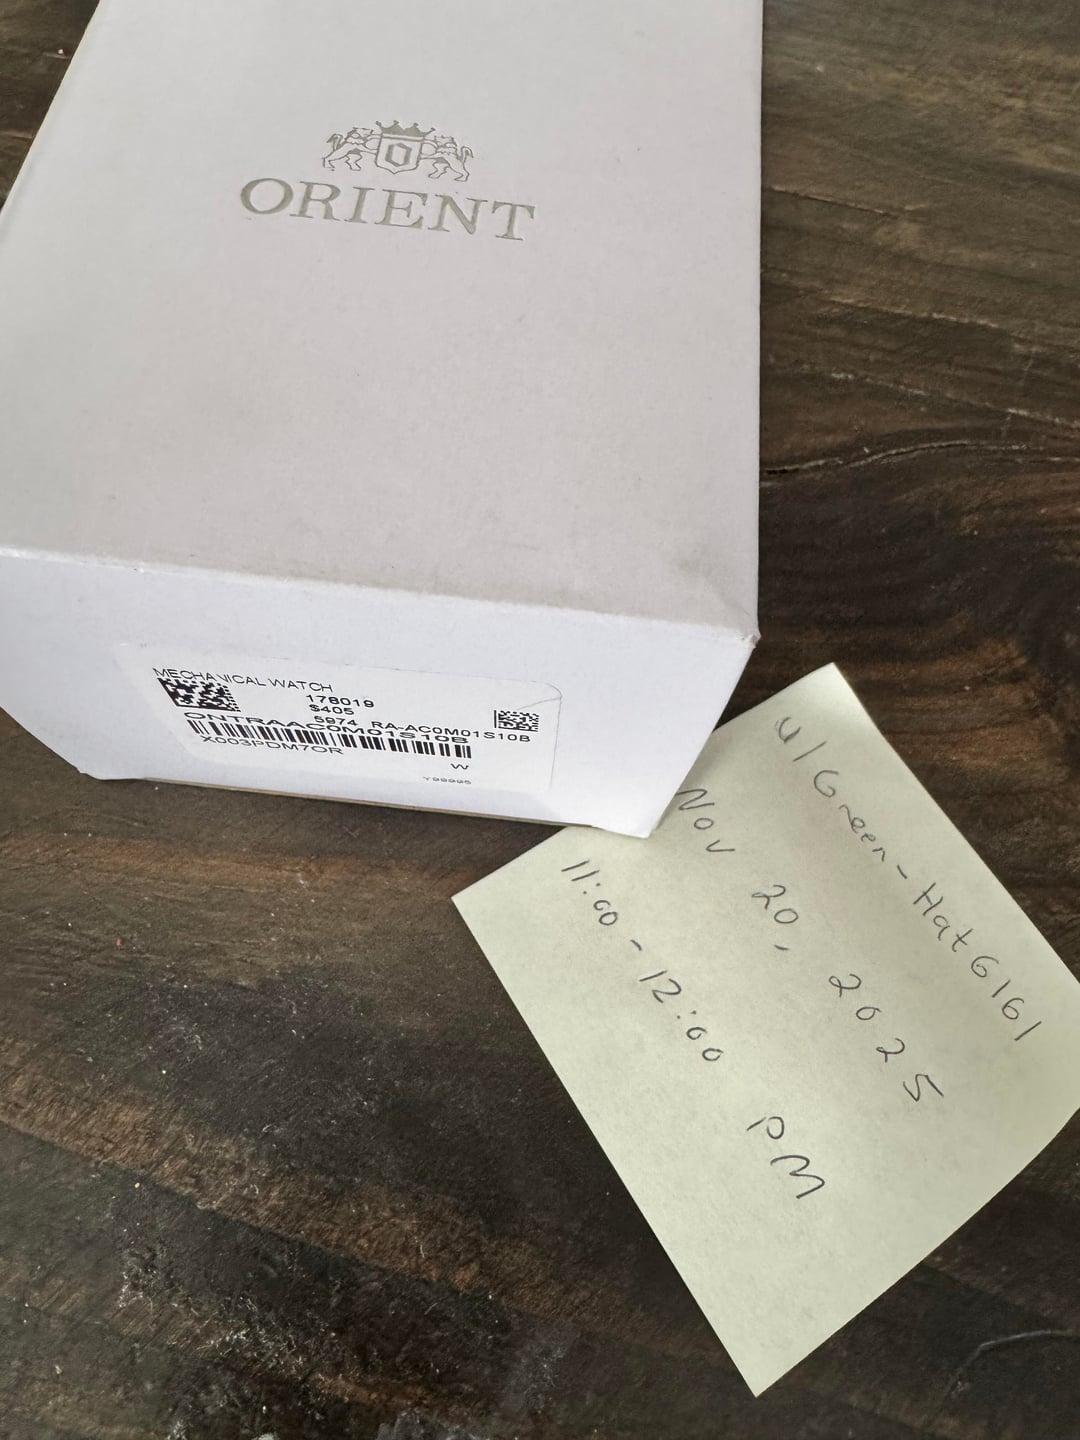 ORIENT
MECHANICAL WATCH
178019
$405
5974 RA-AC0M01S10B
ONTRAAC0M01S10B
X003PDM7OR
W
u/Green-Hat6161
Nov 20, 2025
11:00-12:00 PM